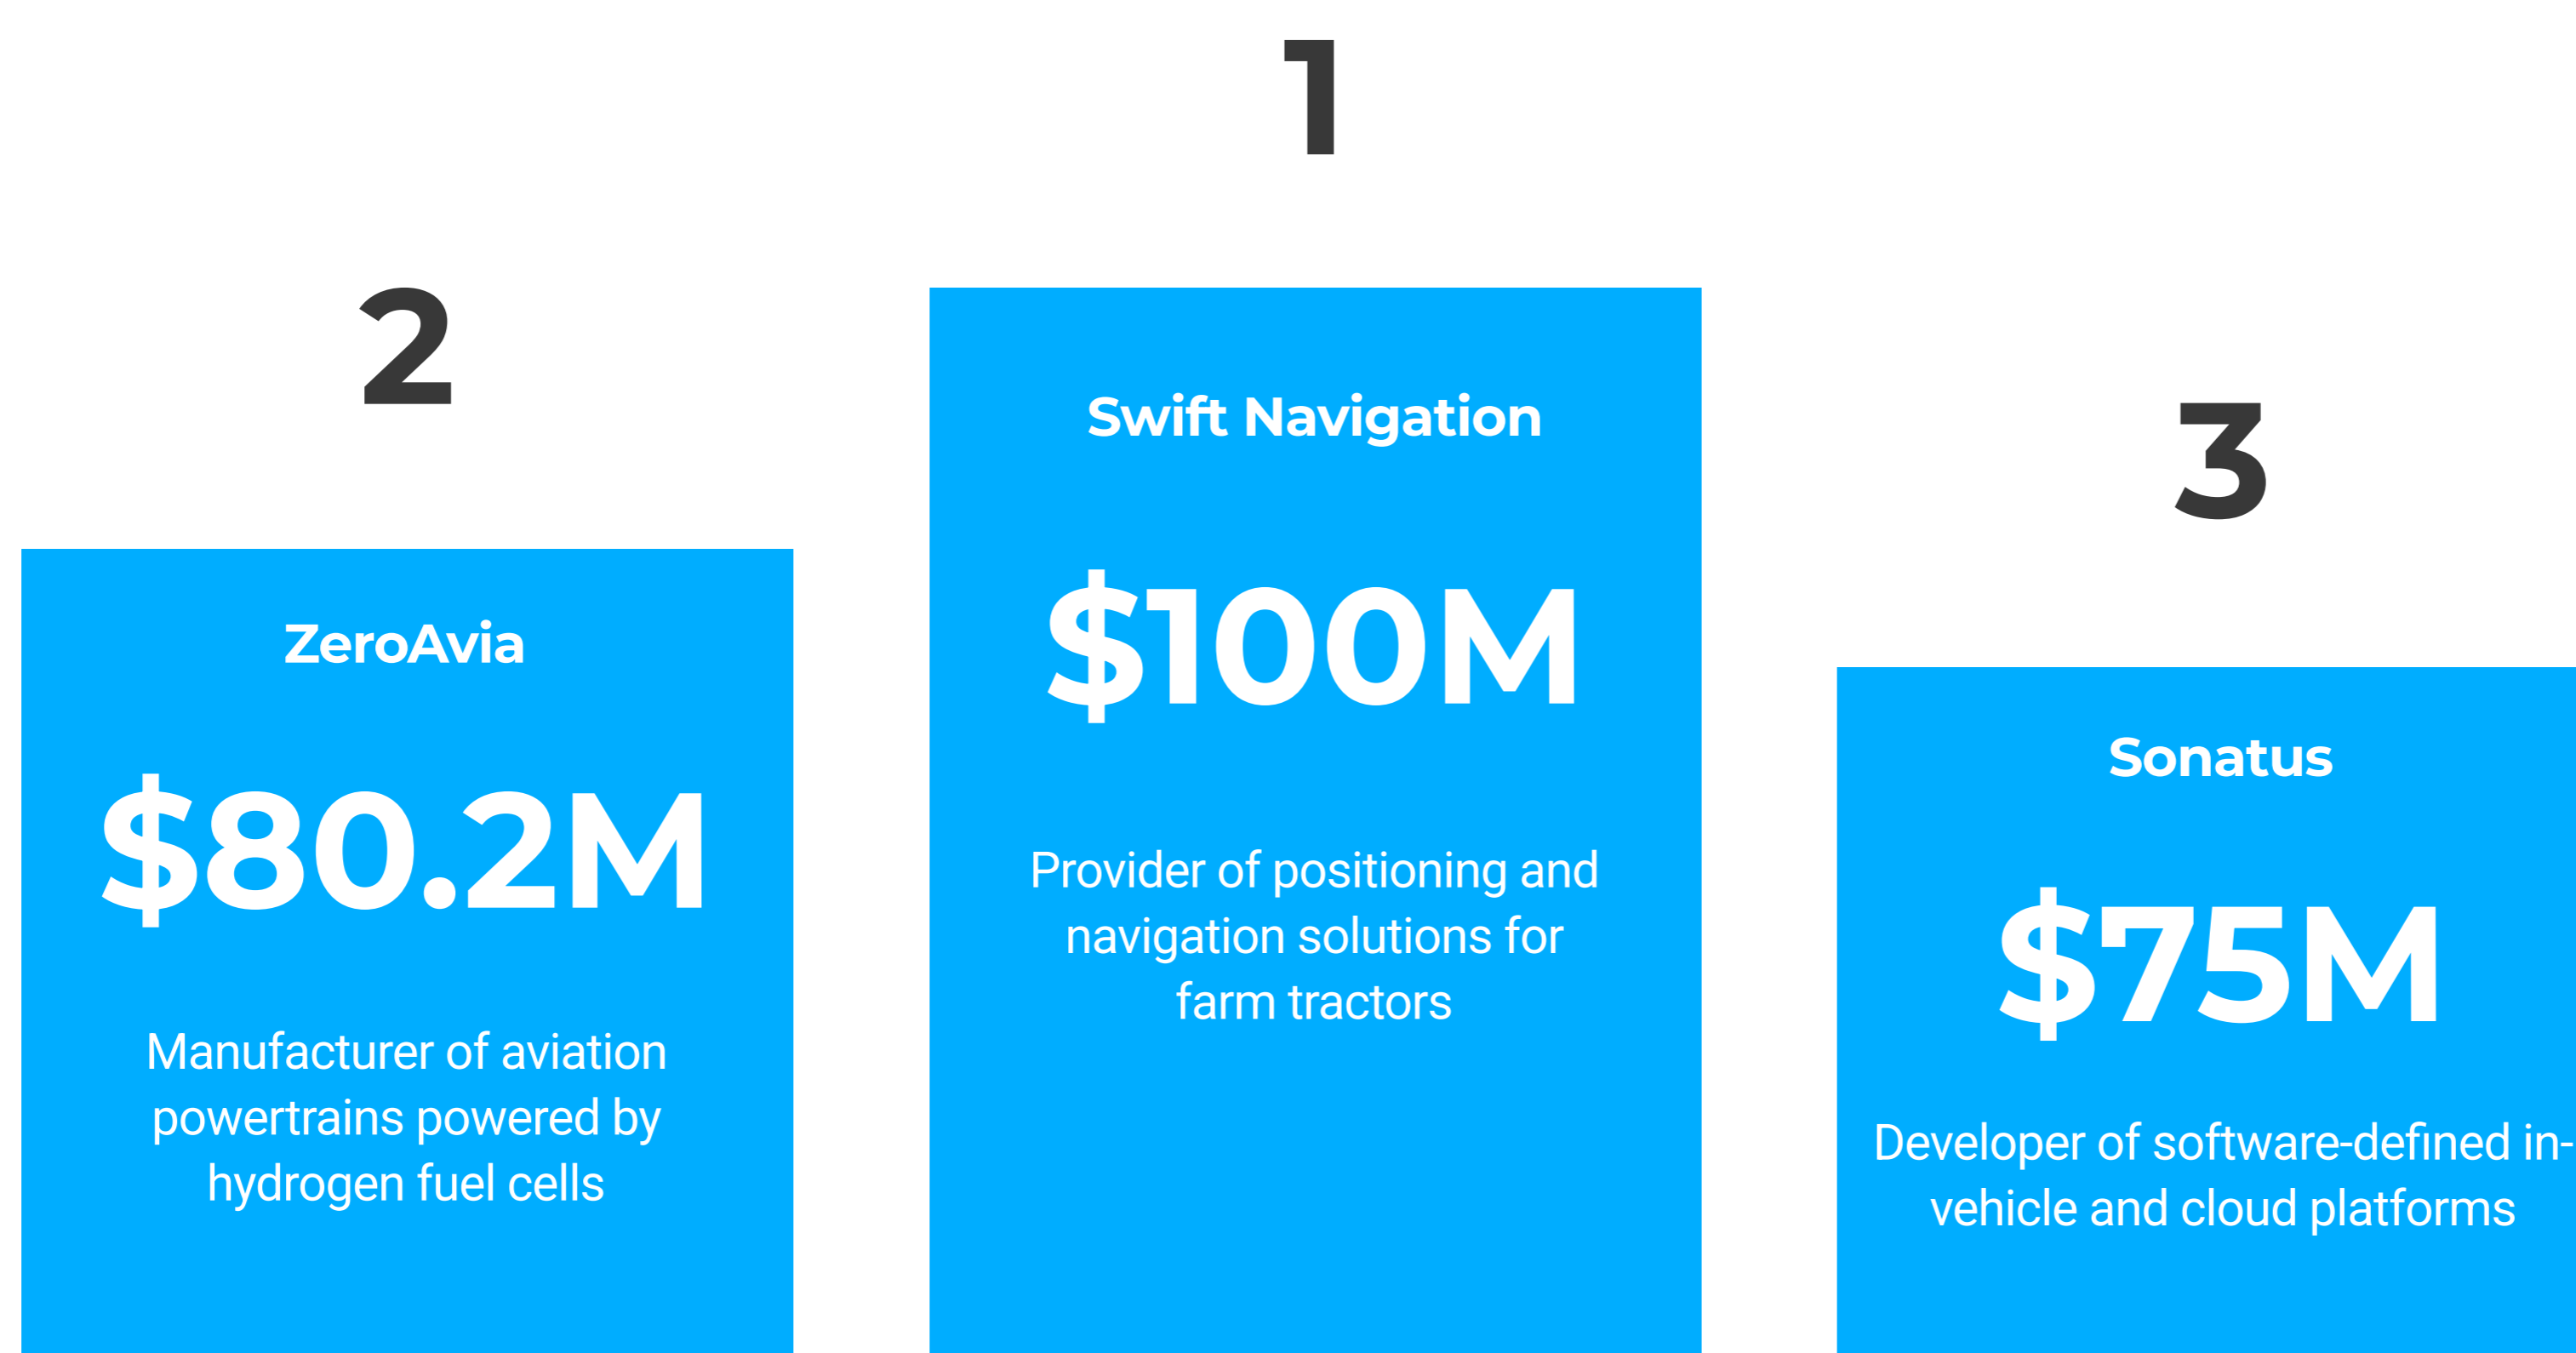 1
2
3
Swift Navigation
$100M
Provider of positioning and
navigation solutions for
farm tractors
ZeroAvia
$80.2M
Manufacturer of aviation
powertrains powered by
hydrogen fuel cells
Sonatus
$75M
Developer of software-defined in-
vehicle and cloud platforms